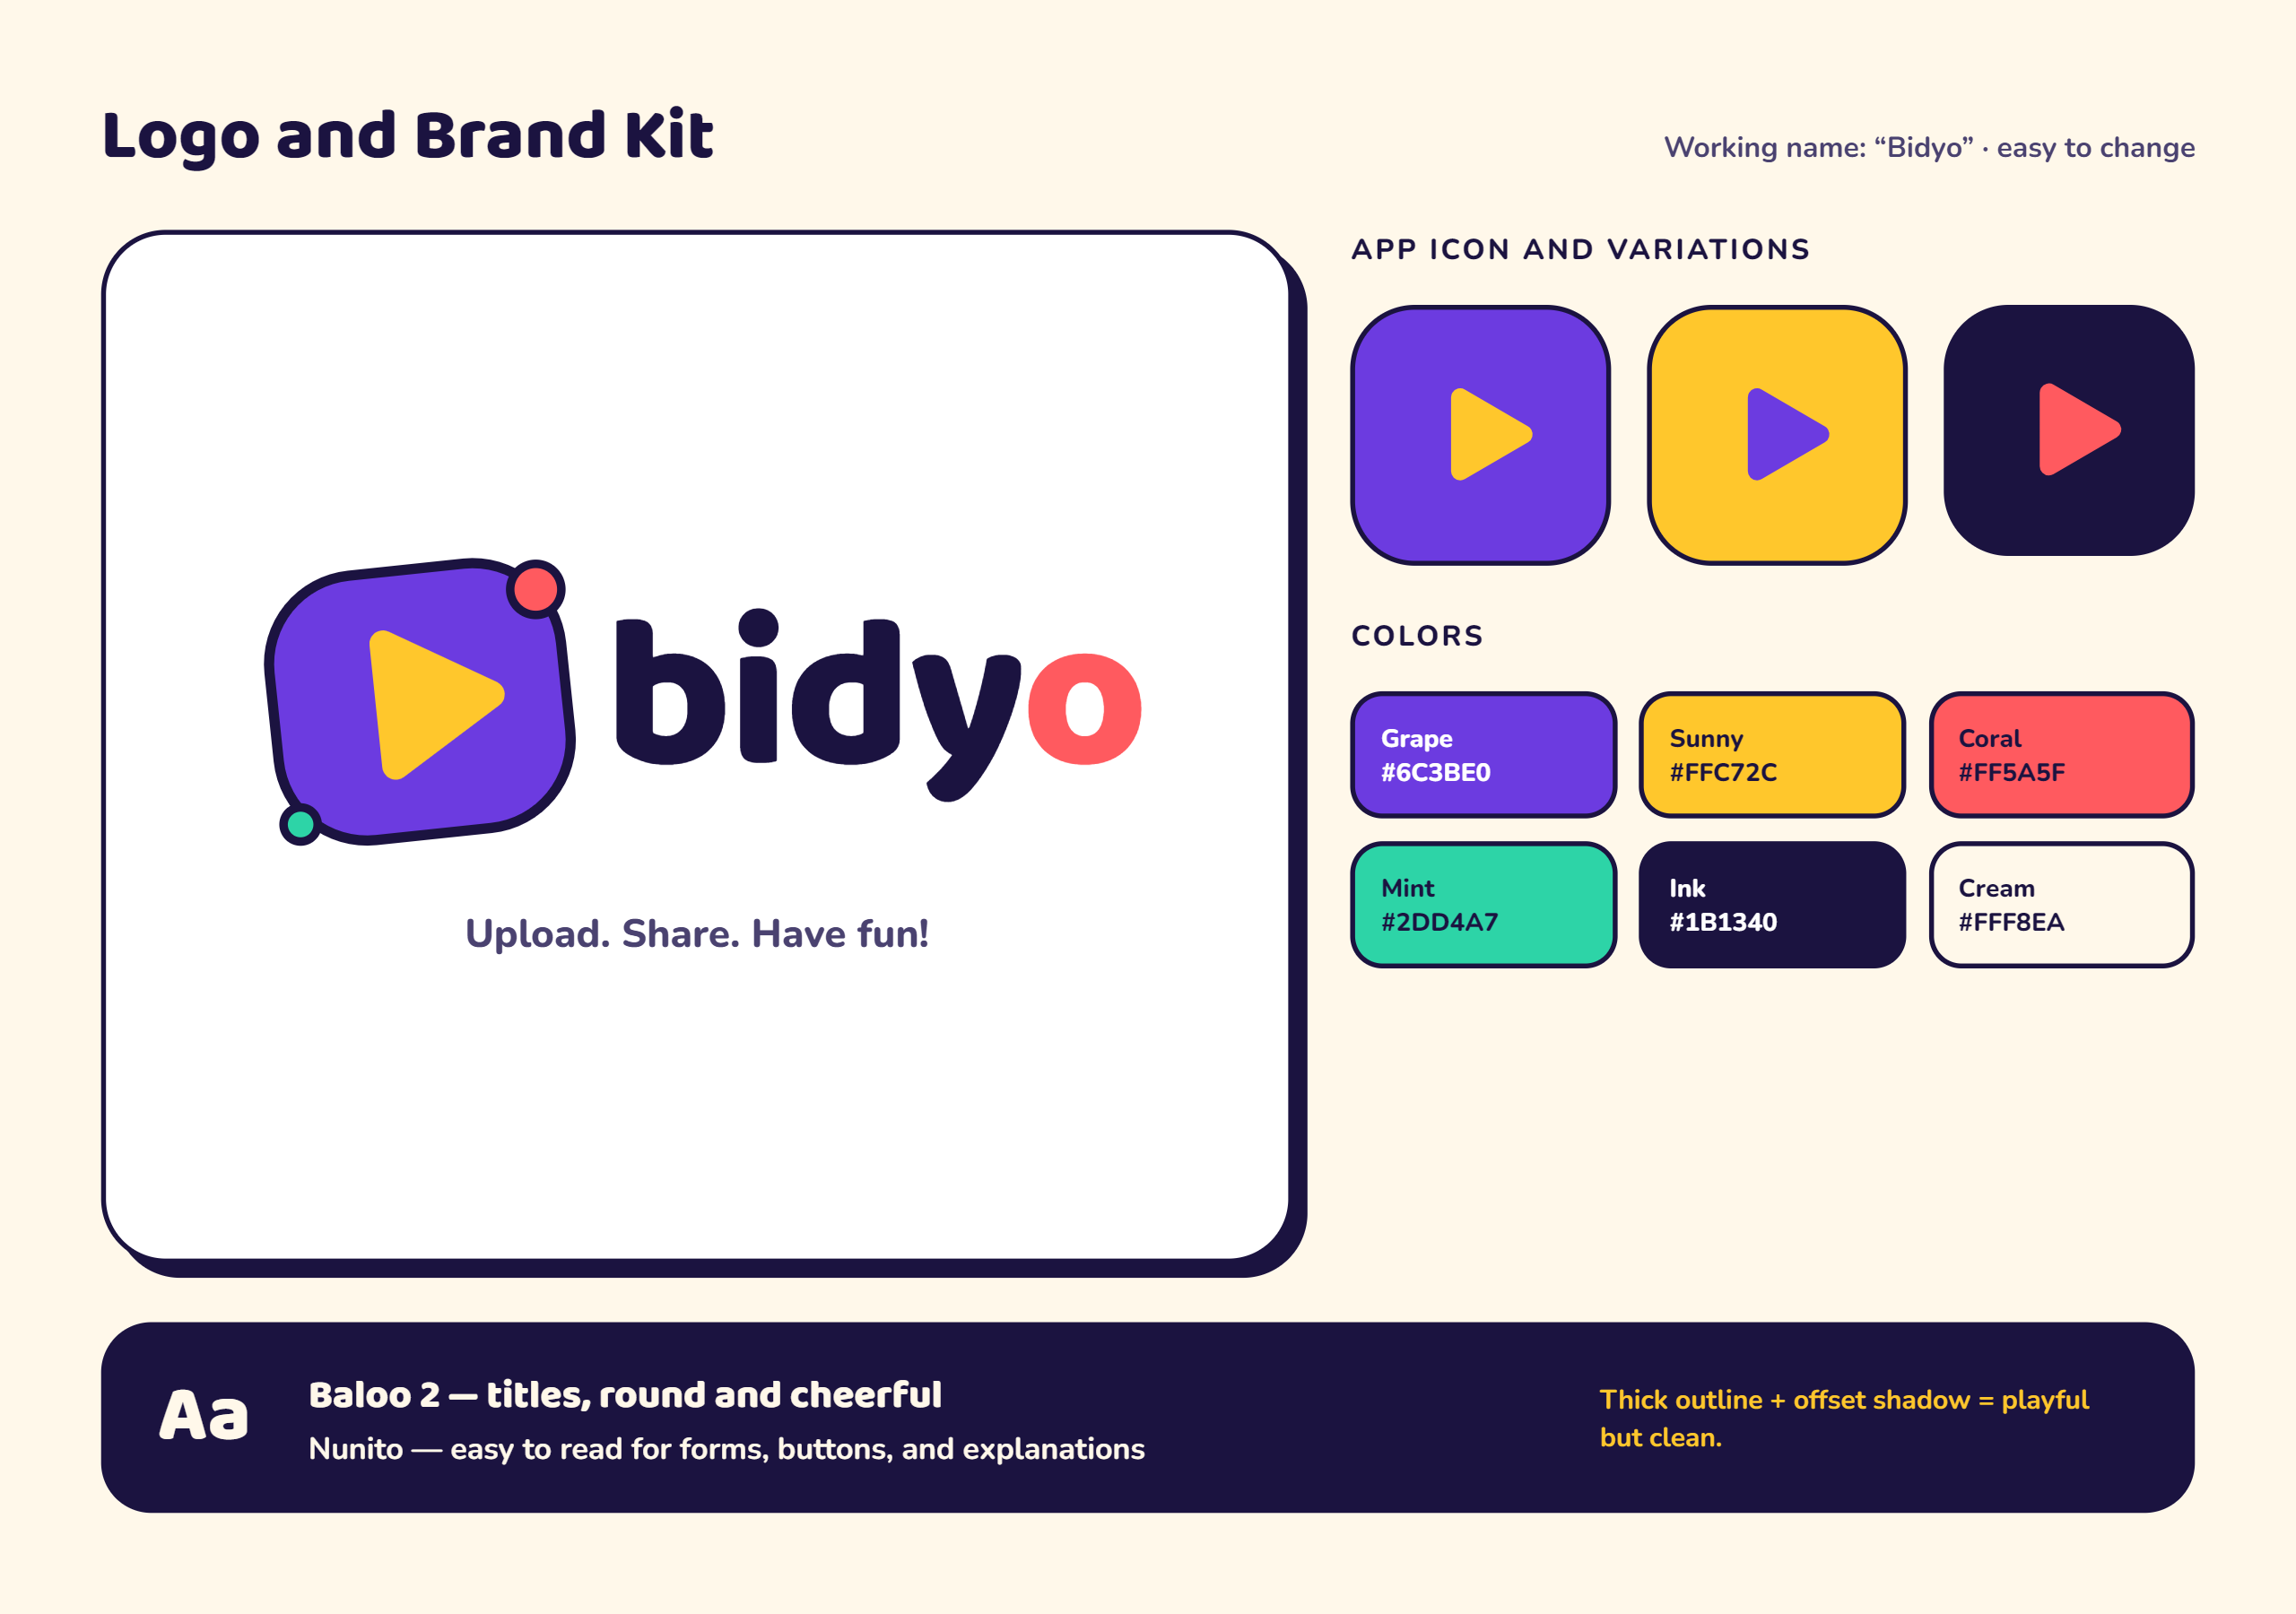 Logo and Brand Kit
Working name: “Bidyo” · easy to change
bidyo
Upload. Share. Have fun!
APP ICON AND VARIATIONS
COLORS
Grape
#6C3BE0
Sunny
#FFC72C
Coral
#FF5A5F
Mint
#2DD4A7
Ink
#1B1340
Cream
#FFF8EA
Aa
Baloo 2 — titles, round and cheerful
Nunito — easy to read for forms, buttons, and explanations
Thick outline + offset shadow = playful
but clean.